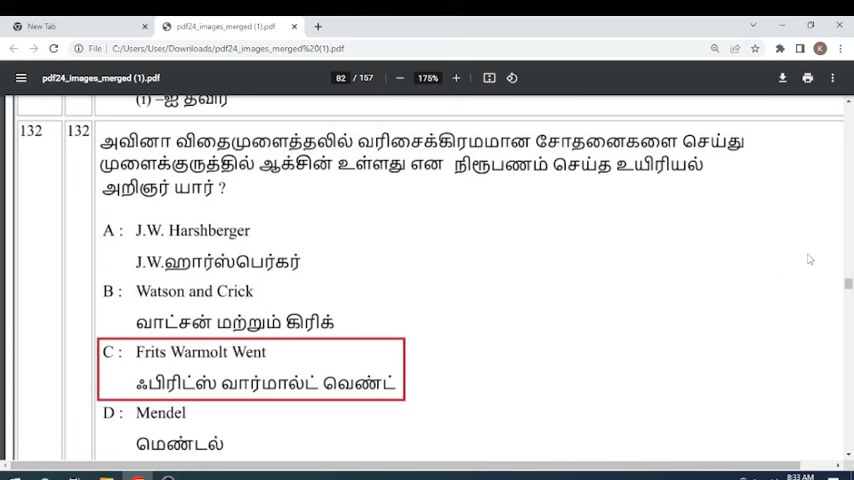 New Tab
pdf24_images_merged (1).pdf
File
C:/Users/User/Downloads/pdf24_images_merged%20(1).pdf
K
pdf24_images_merged (1).pdf
82 / 157
175%
(1) –ஐ தவிர
132
132
அவினா விதைமுளைத்தலில் வரிசைக்கிரமமான சோதனைகளை செய்து
முளைக்குருத்தில் ஆக்சின் உள்ளது என நிரூபணம் செய்த உயிரியல்
அறிஞர் யார் ?
A : J.W. Harshberger
J.W.ஹார்ஸ்பெர்கர்
B : Watson and Crick
வாட்சன் மற்றும் கிரிக்
C : Frits Warmolt Went
ஃபிரிட்ஸ் வார்மால்ட் வெண்ட்
D : Mendel
மெண்டல்
8:33 AM